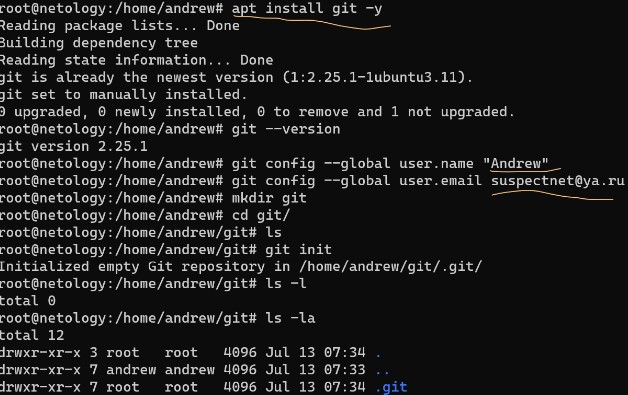 root@netology:/home/andrew# apt install git -y
Reading package lists... Done
Building dependency tree
Reading state information... Done
git is already the newest version (1:2.25.1-1ubuntu3.11).
git set to manually installed.
0 upgraded, 0 newly installed, 0 to remove and 1 not upgraded.
root@netology:/home/andrew# git --version
git version 2.25.1
root@netology:/home/andrew# git config --global user.name "Andrew"
root@netology:/home/andrew# git config --global user.email suspectnet@ya.ru
root@netology:/home/andrew# mkdir git
root@netology:/home/andrew# cd git/
root@netology:/home/andrew/git# ls
root@netology:/home/andrew/git# git init
Initialized empty Git repository in /home/andrew/git/.git/
root@netology:/home/andrew/git# ls -l
total 0
root@netology:/home/andrew/git# ls -la
total 12
drwxr-xr-x 3 root   root   4096 Jul 13 07:34 .
drwxr-xr-x 7 andrew andrew 4096 Jul 13 07:33 ..
drwxr-xr-x 7 root   root   4096 Jul 13 07:34 .git